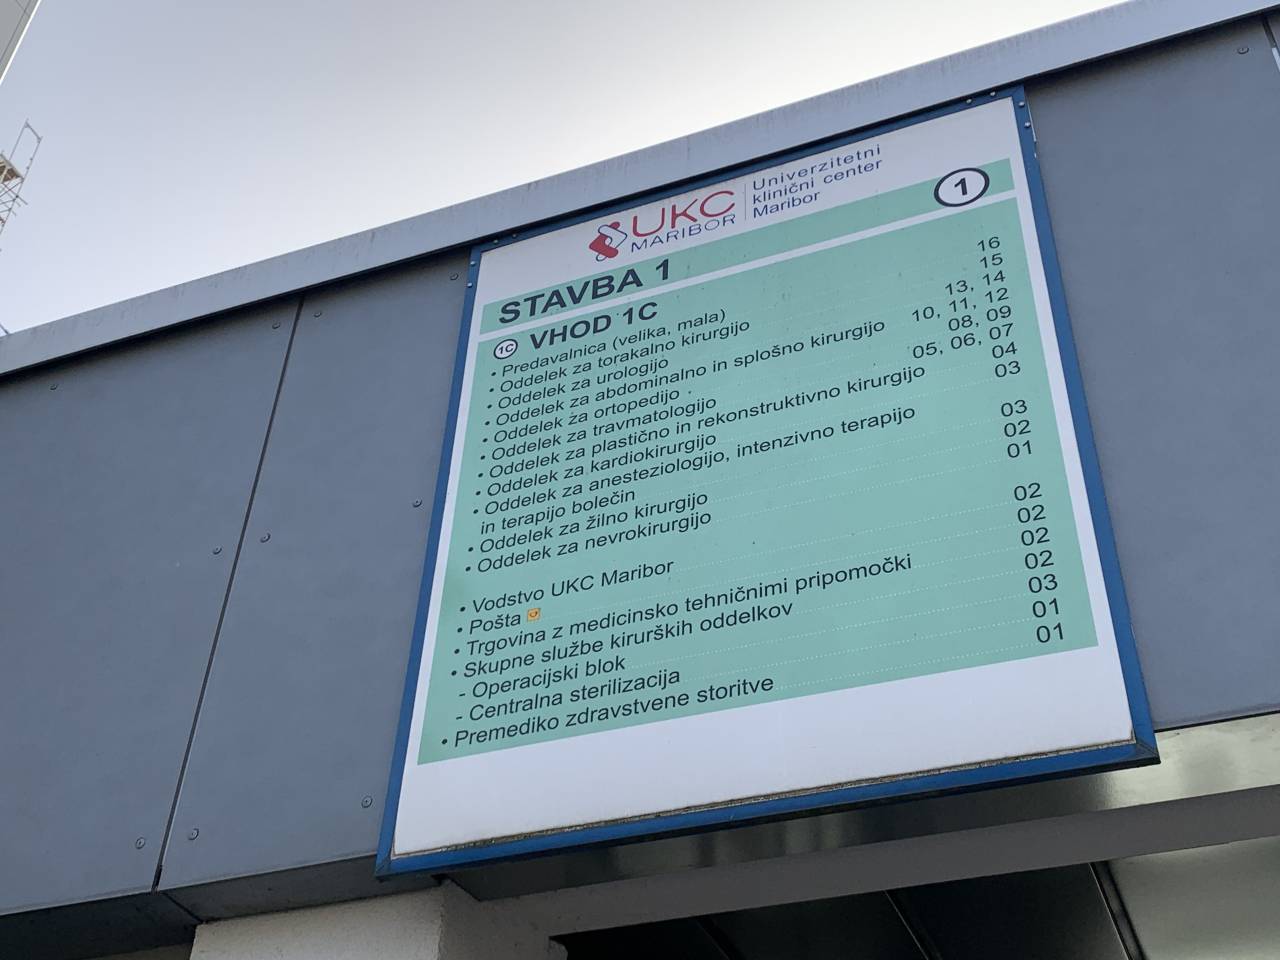 UKC
MARIBOR
Univerzitetni
klinični center
Maribor
STAVBA 1 1
1C VHOD 1C
• Predavalnica (velika, mala) 16
• Oddelek za torakalno kirurgijo 15
• Oddelek za urologijo 13, 14
• Oddelek za abdominalno in splošno kirurgijo 10, 11, 12
• Oddelek za ortopedijo 08, 09
• Oddelek za travmatologijo 05, 06, 07
• Oddelek za plastično in rekonstruktivno kirurgijo 04
• Oddelek za kardiokirurgijo 03
• Oddelek za anesteziologijo, intenzivno terapijo
in terapijo bolečin 03
• Oddelek za žilno kirurgijo 02
• Oddelek za nevrokirurgijo 01
• Vodstvo UKC Maribor 02
• Pošta 02
• Trgovina z medicinsko tehničnimi pripomočki 02
• Skupne službe kirurških oddelkov 02
- Operacijski blok 03
- Centralna sterilizacija 01
• Premediko zdravstvene storitve 01